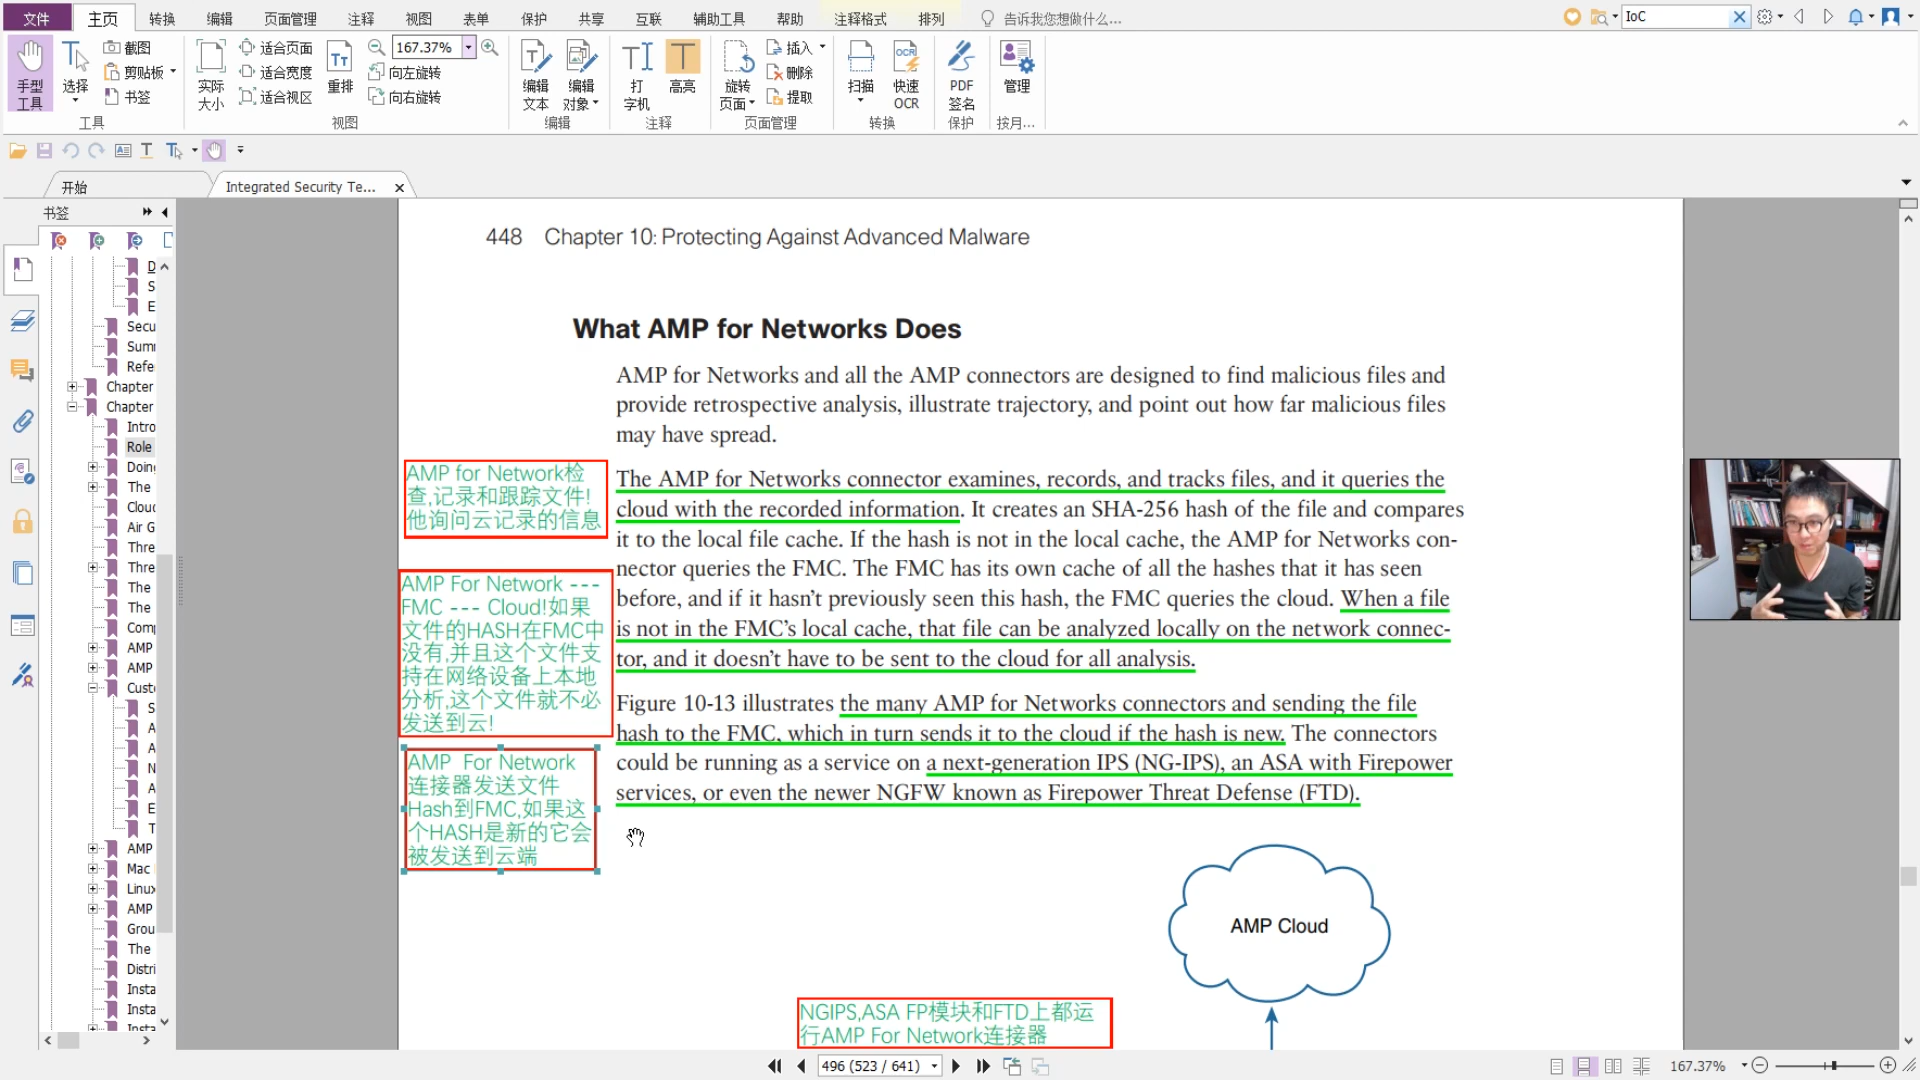 文件 主页 转换 编辑 页面管理 注释 视图 表单 保护 共享 互联 辅助工具 帮助 注释格式 排列 告诉我您想做什么... IoC
手型工具 选择 截图 剪贴板 书签 实际大小 适合页面 适合宽度 适合视区 重排 167.37% 向左旋转 向右旋转 编辑文本 编辑对象 打字机 高亮 旋转页面 插入 删除 提取 扫描 快速OCR PDF签名 管理
工具 视图 编辑 注释 页面管理 转换 保护 按月...
开始 Integrated Security Te...
书签
D
S
E
Secu
Sum
Refe
Chapter
Chapter
Intro
Role
Doin
The
Clou
Air G
Thre
Thre
The
The
Com
AMP
AMP
Cust
S
A
A
N
A
E
T
AMP
Mac
Linux
AMP
Grou
The
Distri
Insta
Insta
Insta
448 Chapter 10: Protecting Against Advanced Malware
What AMP for Networks Does
AMP for Networks and all the AMP connectors are designed to find malicious files and
provide retrospective analysis, illustrate trajectory, and point out how far malicious files
may have spread.
AMP for Network检
查,记录和跟踪文件!
他询问云记录的信息
The AMP for Networks connector examines, records, and tracks files, and it queries the
cloud with the recorded information. It creates an SHA-256 hash of the file and compares
it to the local file cache. If the hash is not in the local cache, the AMP for Networks con-
nector queries the FMC. The FMC has its own cache of all the hashes that it has seen
before, and if it hasn't previously seen this hash, the FMC queries the cloud. When a file
is not in the FMC's local cache, that file can be analyzed locally on the network connec-
tor, and it doesn't have to be sent to the cloud for all analysis.
AMP For Network ---
FMC --- Cloud!如果
文件的HASH在FMC中
没有,并且这个文件支
持在网络设备上本地
分析,这个文件就不必
发送到云!
Figure 10-13 illustrates the many AMP for Networks connectors and sending the file
hash to the FMC, which in turn sends it to the cloud if the hash is new. The connectors
could be running as a service on a next-generation IPS (NG-IPS), an ASA with Firepower
services, or even the newer NGFW known as Firepower Threat Defense (FTD).
AMP For Network
连接器发送文件
Hash到FMC,如果这
个HASH是新的它会
被发送到云端
AMP Cloud
NGIPS,ASA FP模块和FTD上都运
行AMP For Network连接器
496 (523 / 641) 167.37%